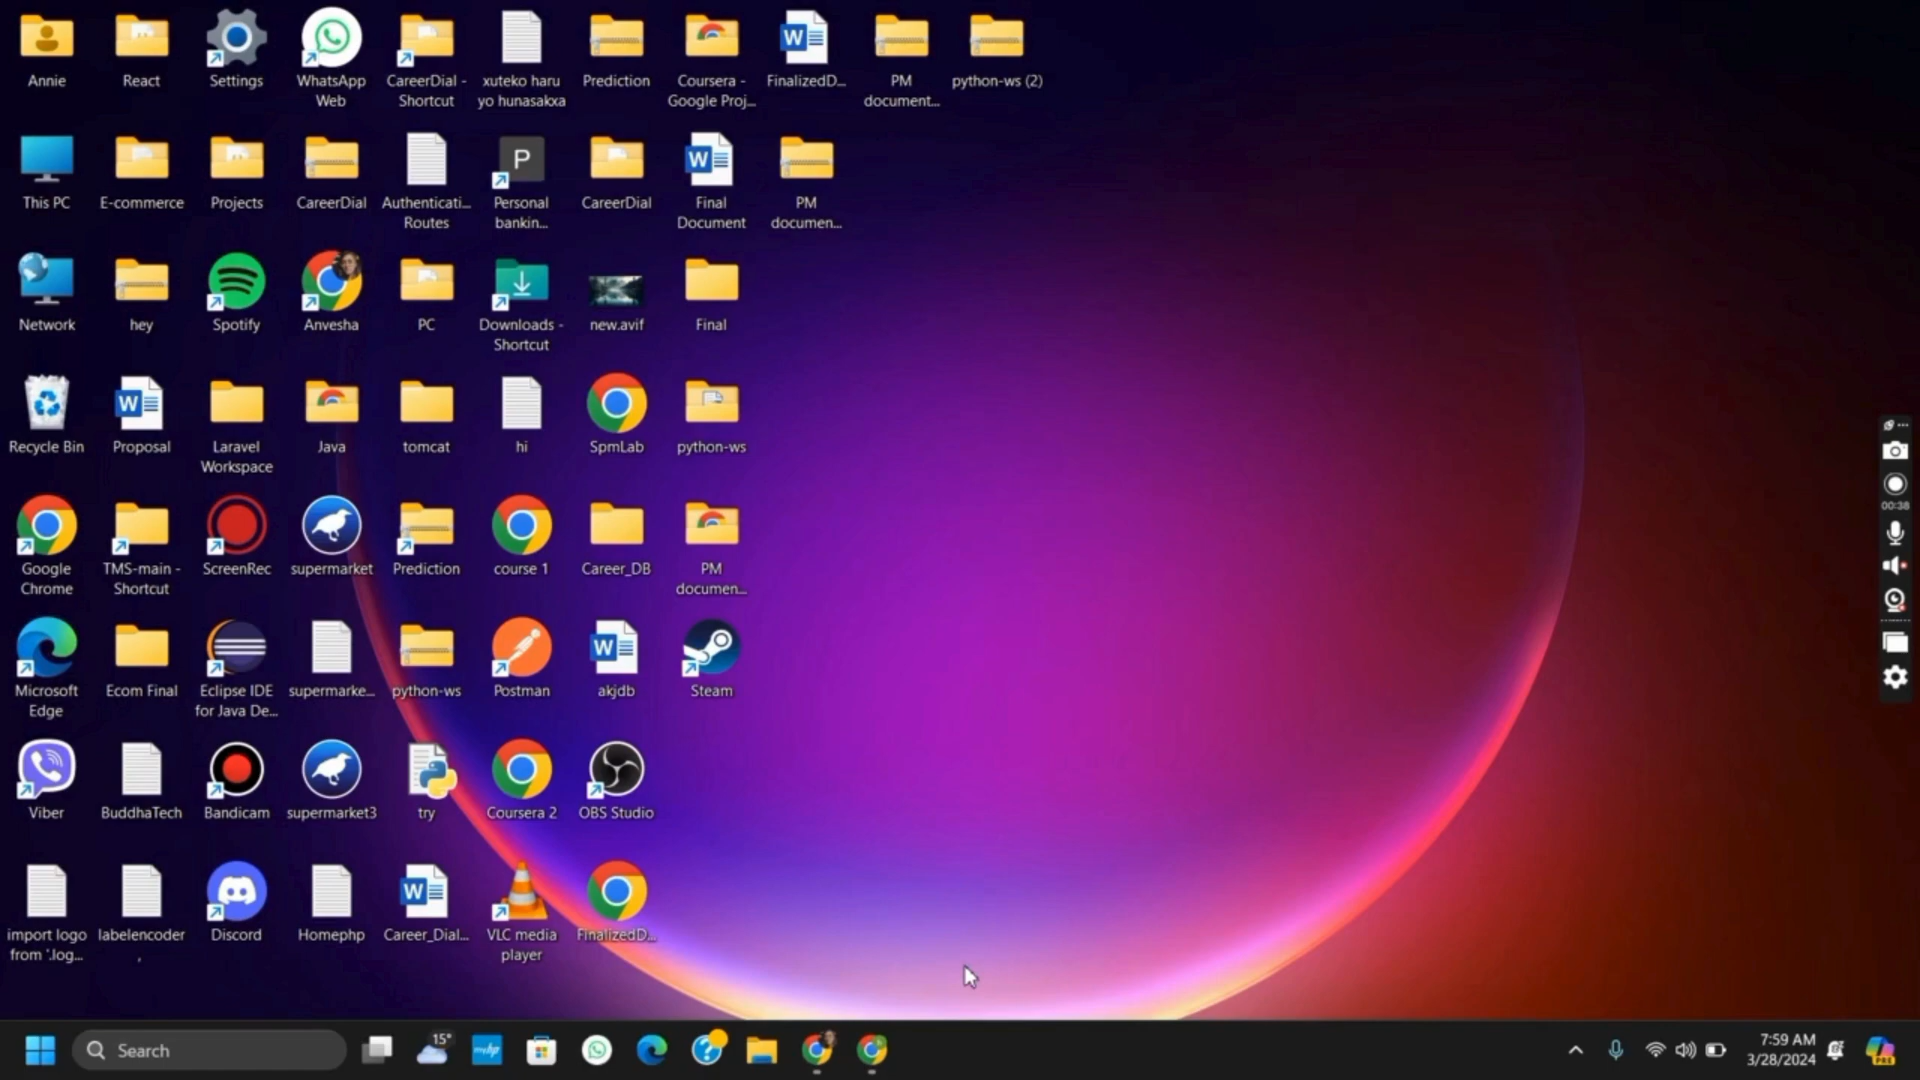 Annie
React
Settings
WhatsApp
Web
CareerDial -
Shortcut
xuteko haru
yo hunasakxa
Prediction
Coursera -
Google Proj...
FinalizedD...
PM
document...
python-ws (2)
This PC
E-commerce
Projects
CareerDial
Authenticati...
Routes
P
Personal
bankin...
CareerDial
Final
Document
PM
documen...
Network
hey
Spotify
Anvesha
PC
Downloads -
Shortcut
new.avif
Final
Recycle Bin
Proposal
Laravel
Workspace
Java
tomcat
hi
SpmLab
python-ws
Google
Chrome
TMS-main -
Shortcut
ScreenRec
supermarket
Prediction
course 1
Career_DB
PM
documen...
Microsoft
Edge
Ecom Final
Eclipse IDE
for Java De...
supermarke...
python-ws
Postman
akjdb
Steam
Viber
BuddhaTech
Bandicam
supermarket3
try
Coursera 2
OBS Studio
import logo
from '.log...
labelencoder
,
Discord
Homephp
Career_Dial...
VLC media
player
FinalizedD...
00:38
Search
15°
myhp
7:59 AM
3/28/2024
PRE